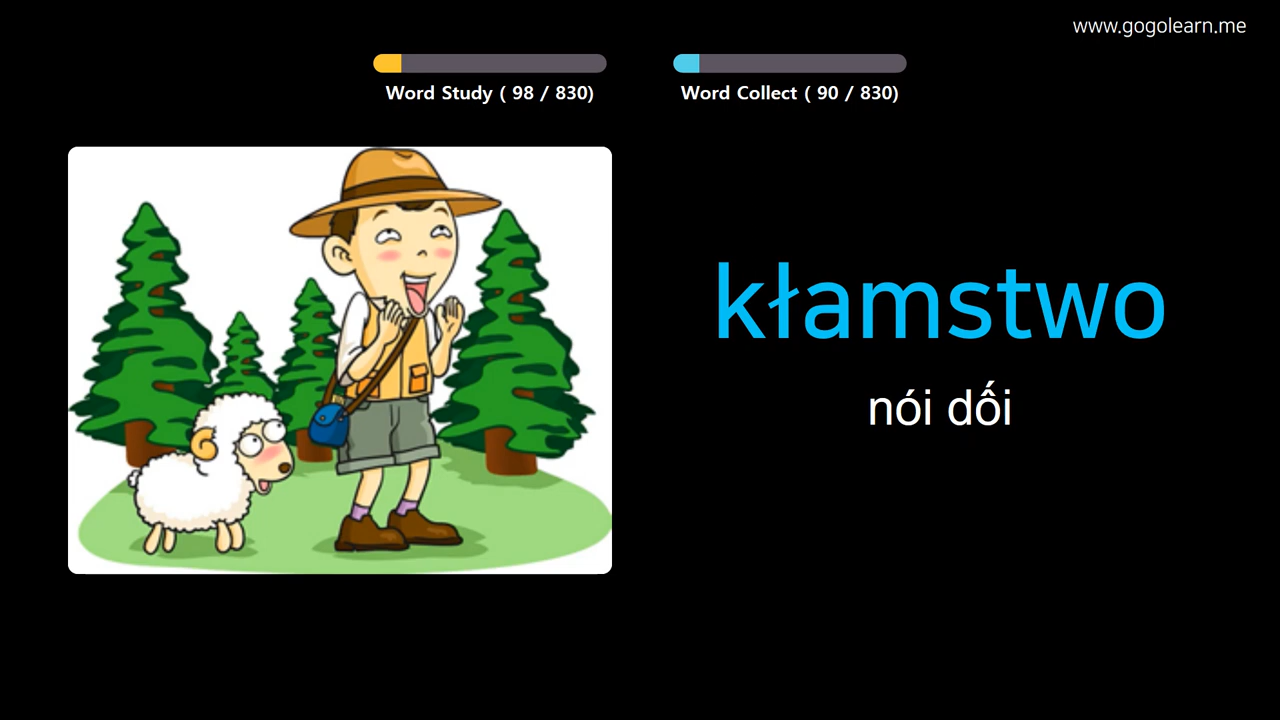 www.gogolearn.me
Word Study ( 98 / 830)
Word Collect ( 90 / 830)
kłamstwo
nói dối